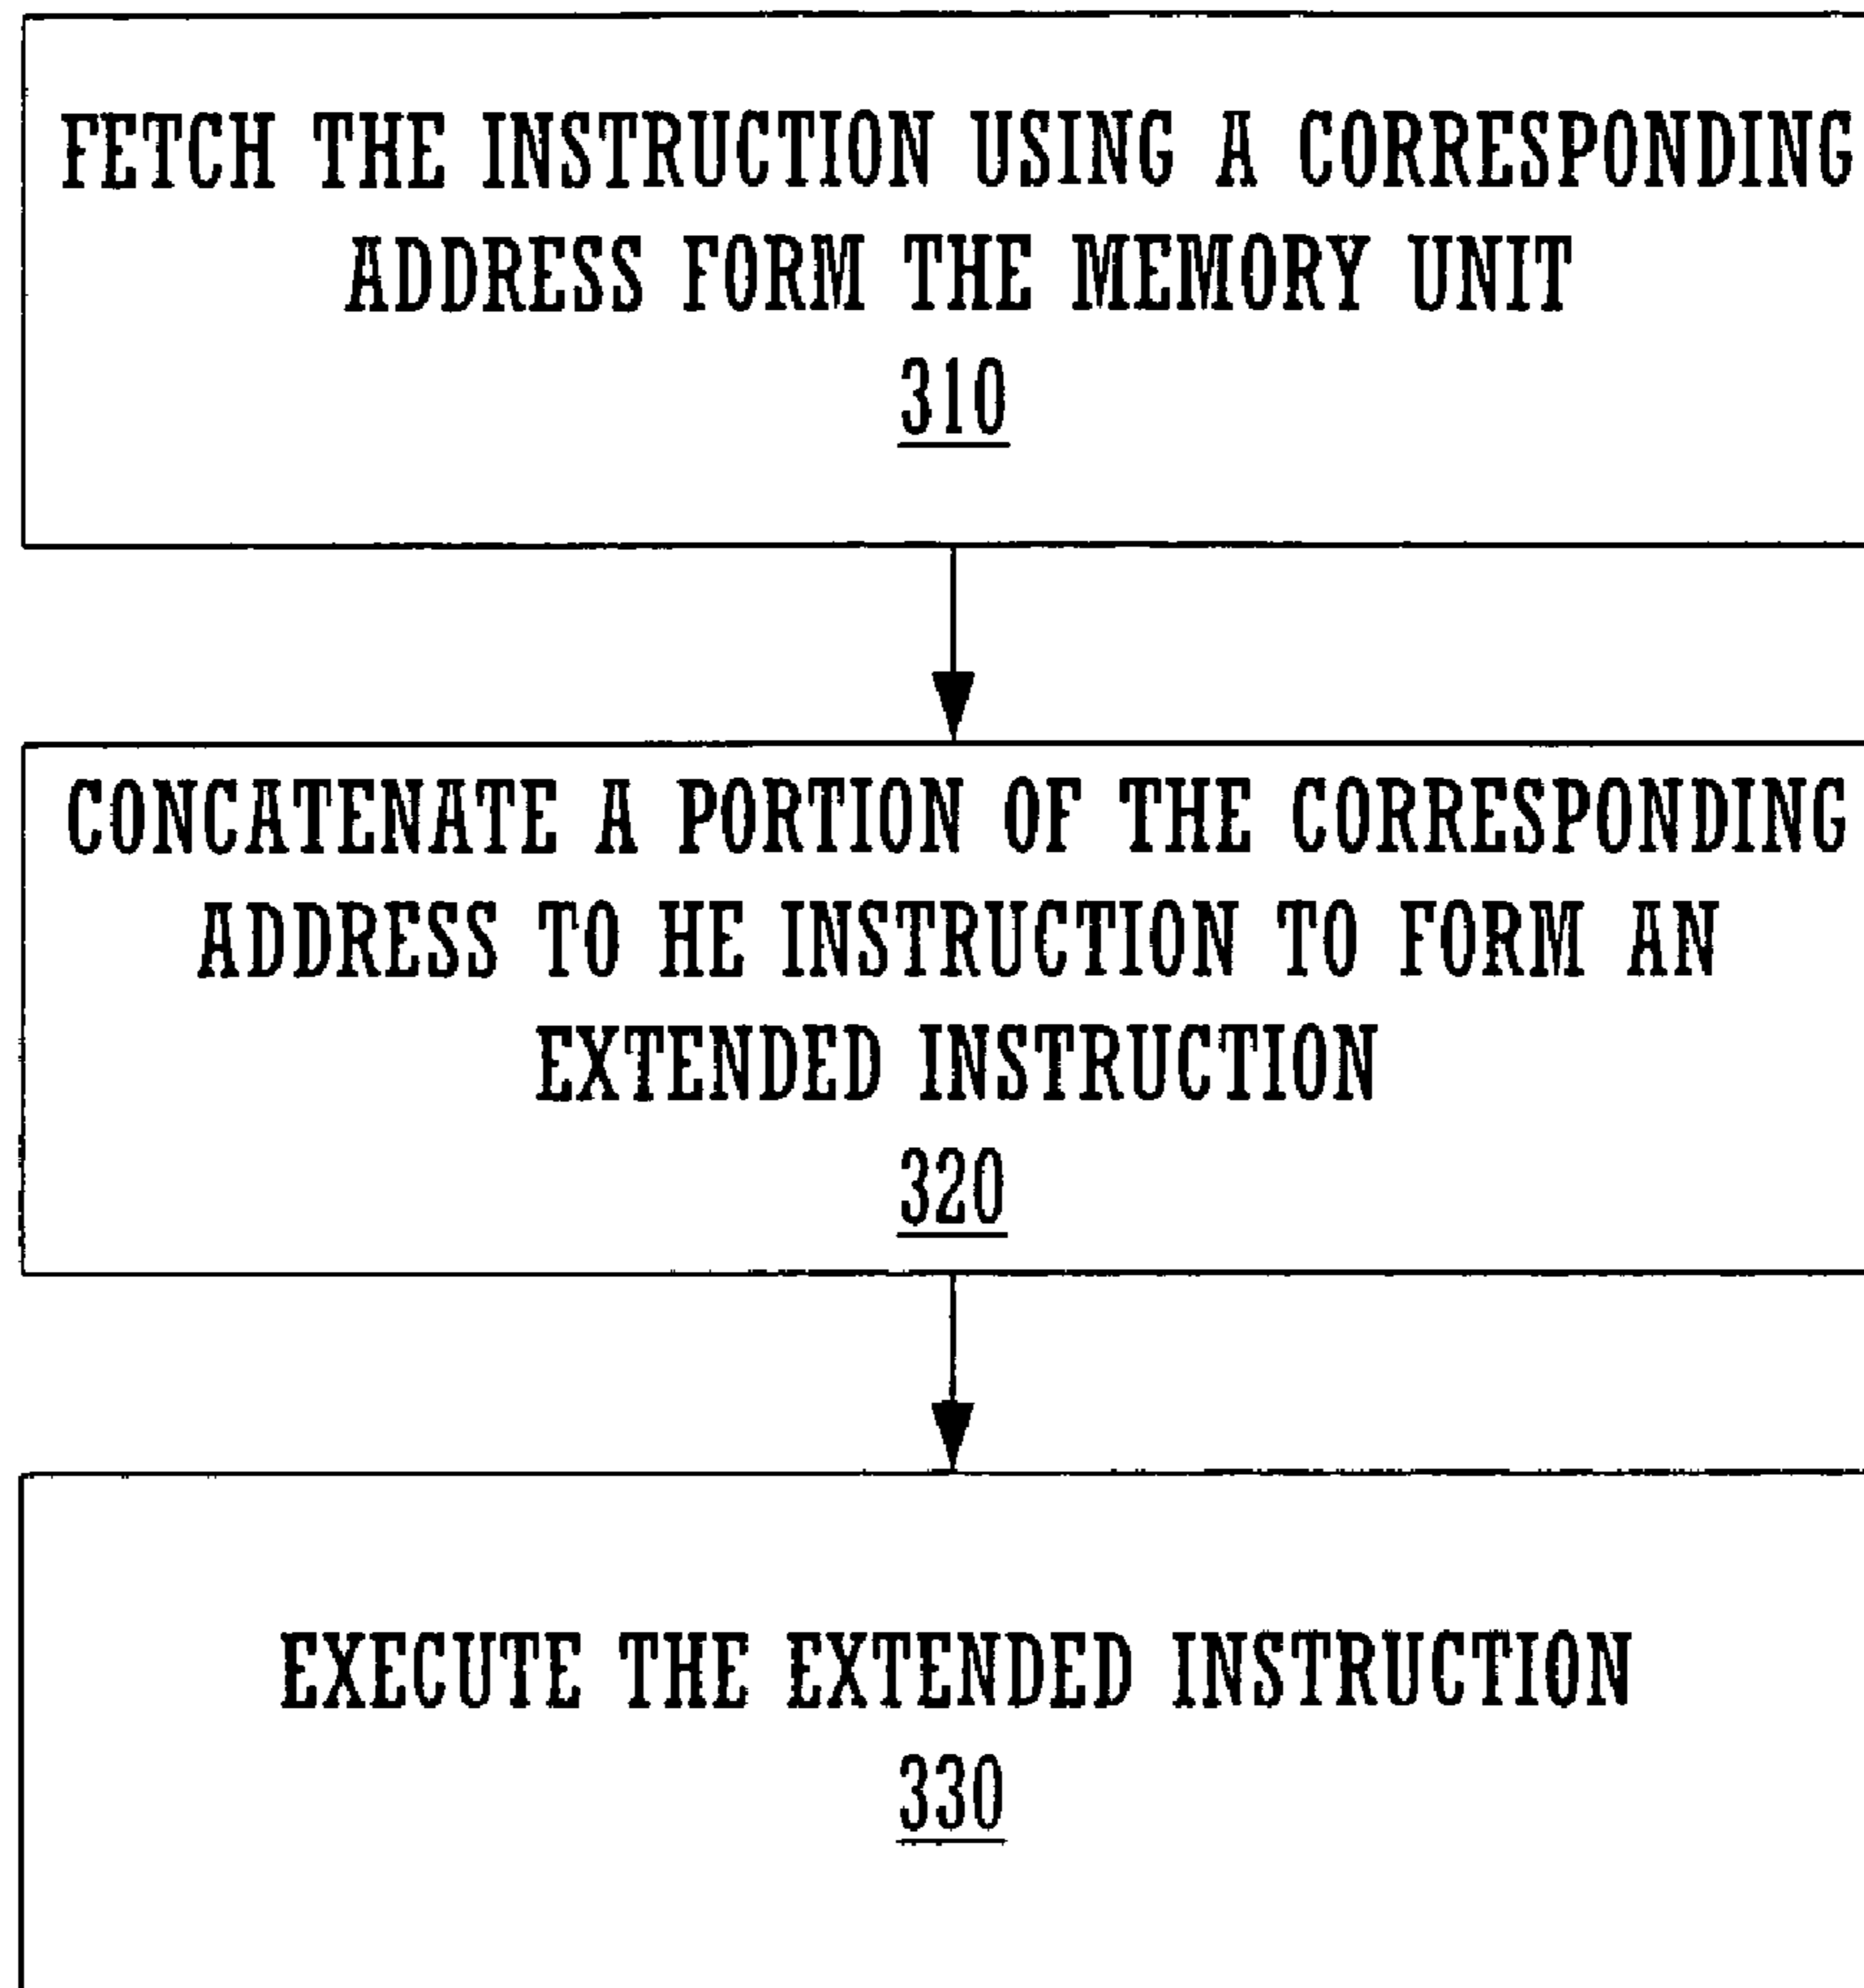 FETCH THE INSTRUCTION USING A CORRESPONDING
ADDRESS FORM THE MEMORY UNIT
310
CONCATENATE A PORTION OF THE CORRESPONDING
ADDRESS TO HE INSTRUCTION TO FORM AN
EXTENDED INSTRUCTION
320
EXECUTE THE EXTENDED INSTRUCTION
330